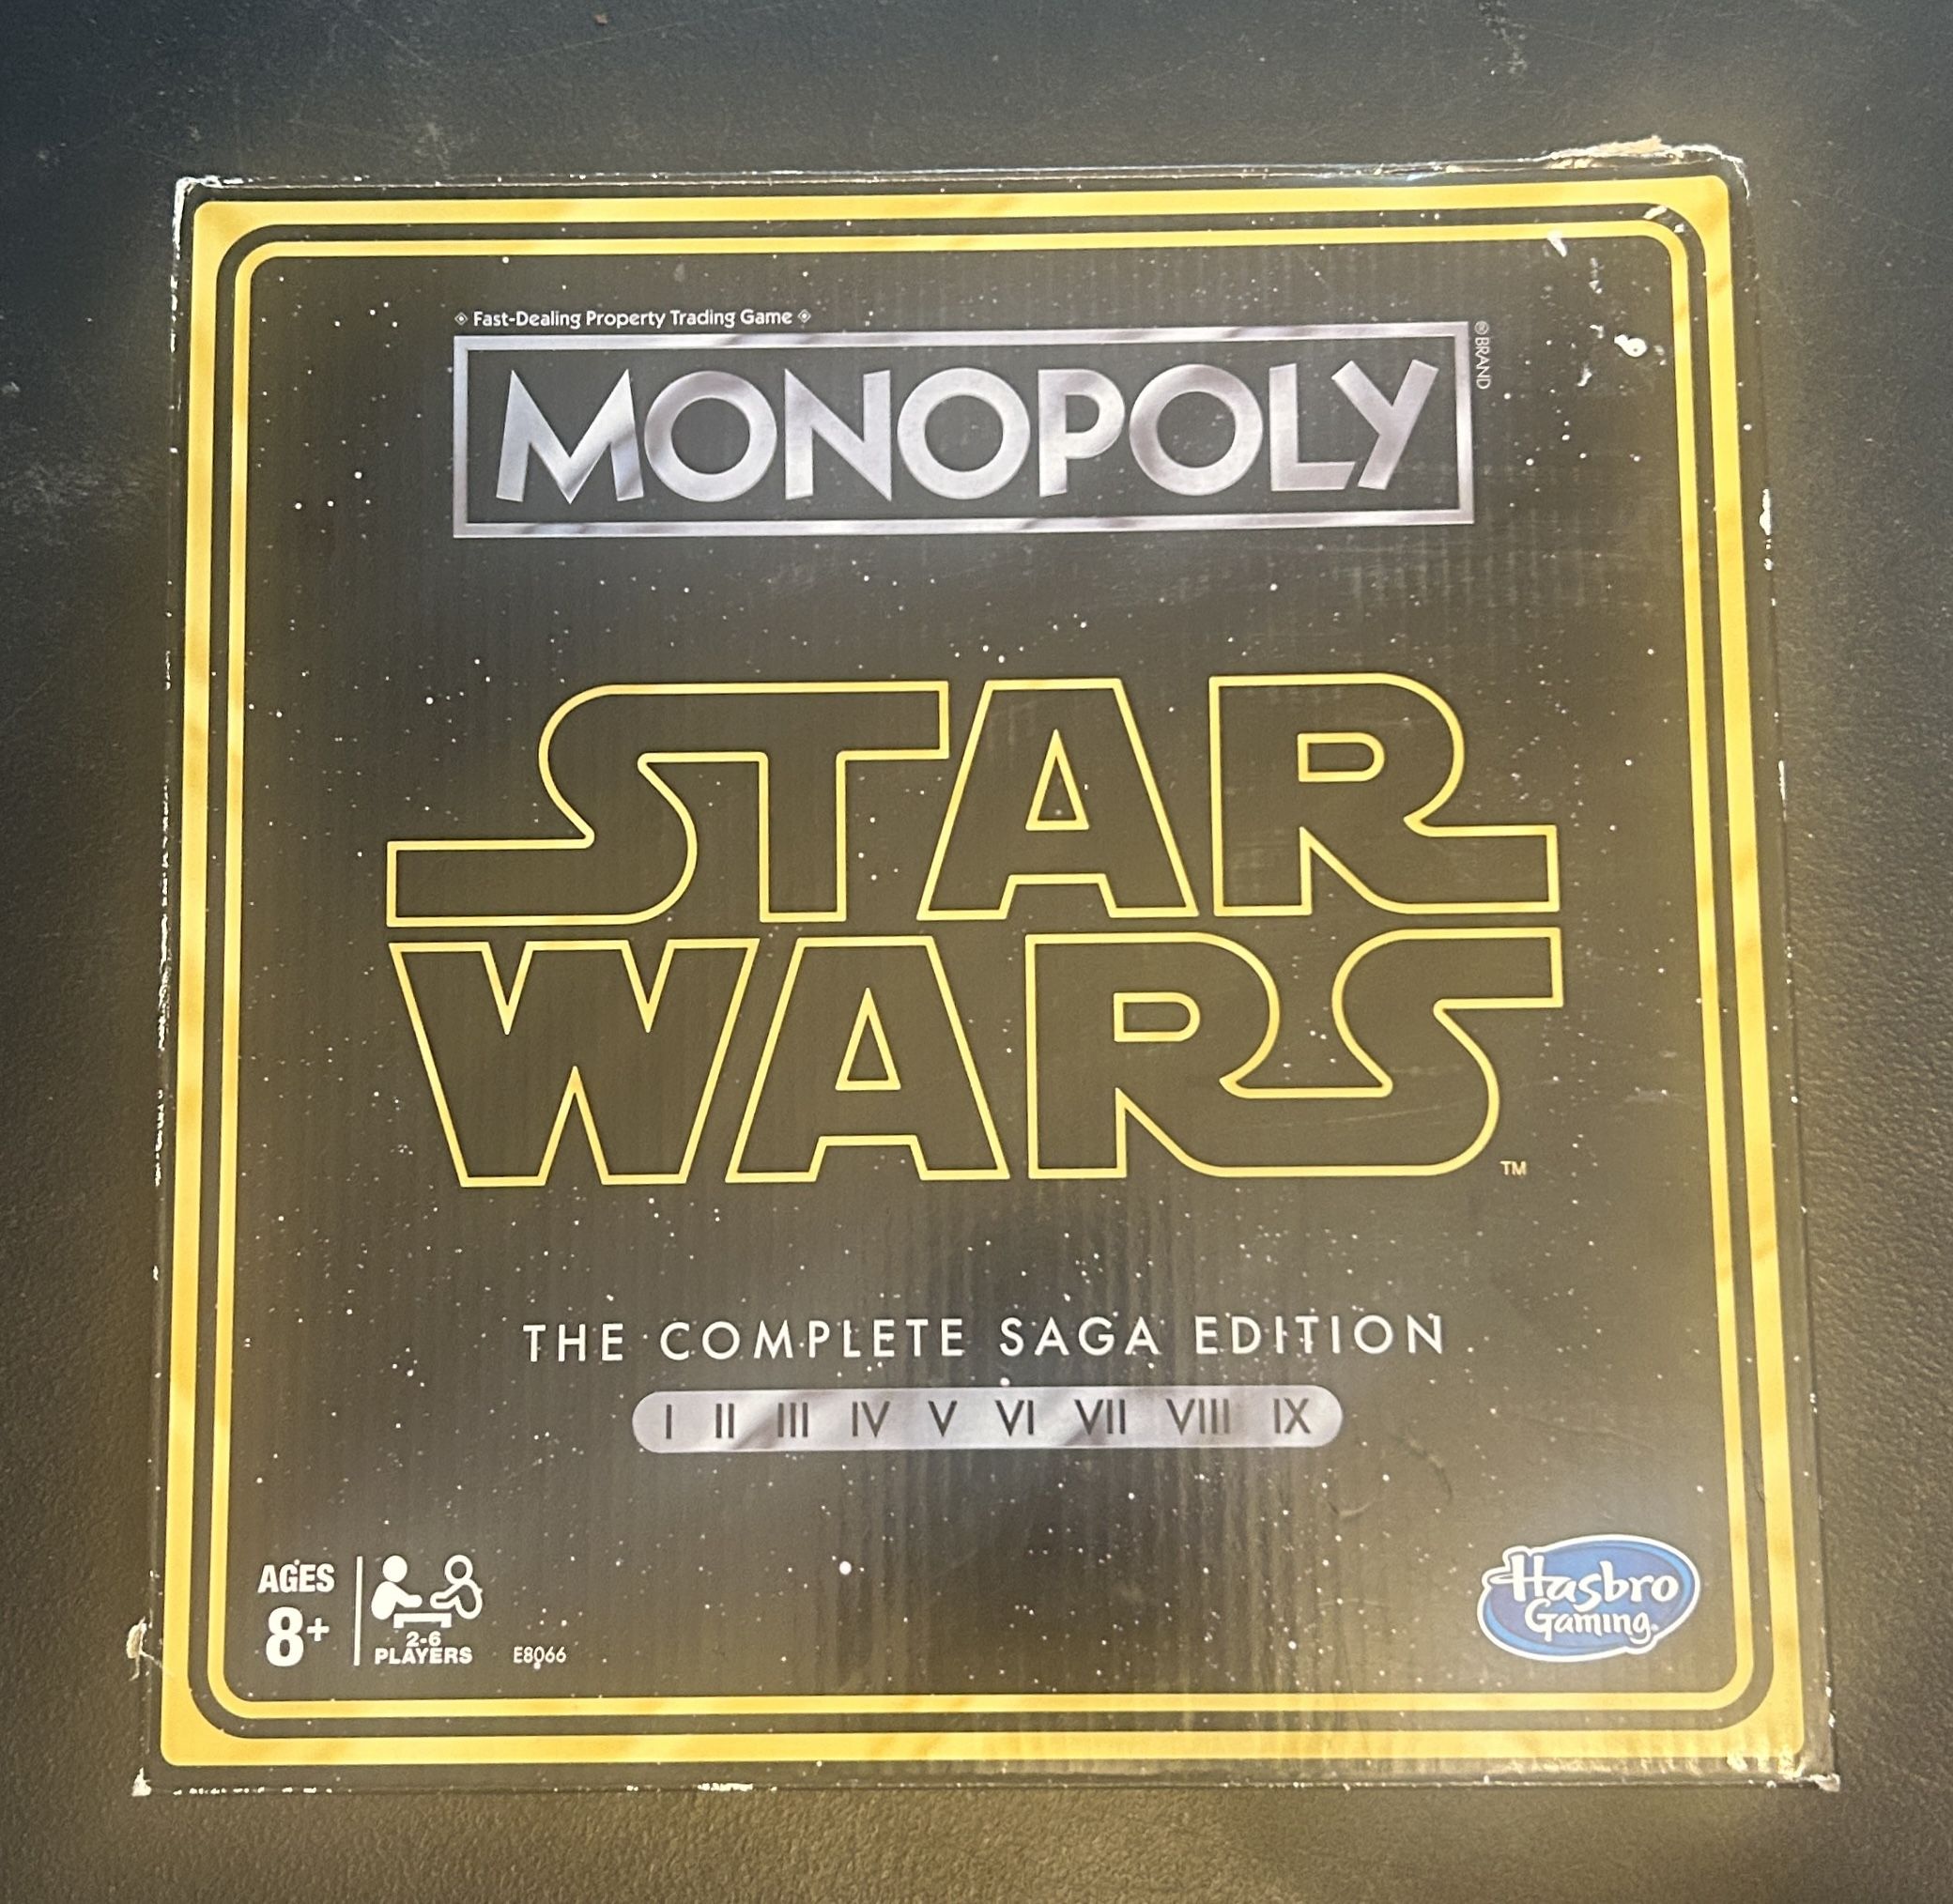 Fast-Dealing Property Trading Game
MONOPOLY
®BRAND
STAR
WARS
TM
THE COMPLETE SAGA EDITION
I II III IV V VI VII VIII IX
AGES
8+
2-6
PLAYERS
E8066
Hasbro
Gaming